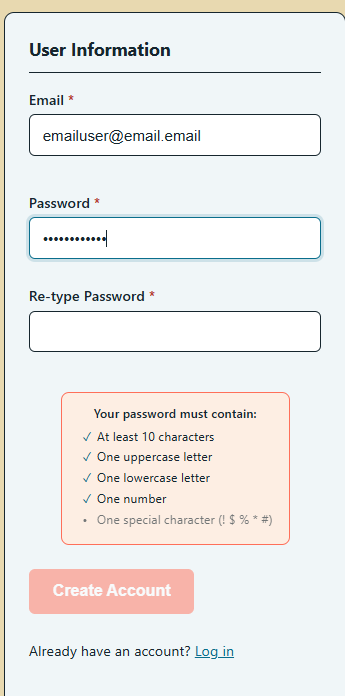 User Information
Email *
emailuser@email.email
Password *
••••••••••••
Re-type Password *
Your password must contain:
✓ At least 10 characters
✓ One uppercase letter
✓ One lowercase letter
✓ One number
• One special character (! $ % * #)
Create Account
Already have an account? Log in